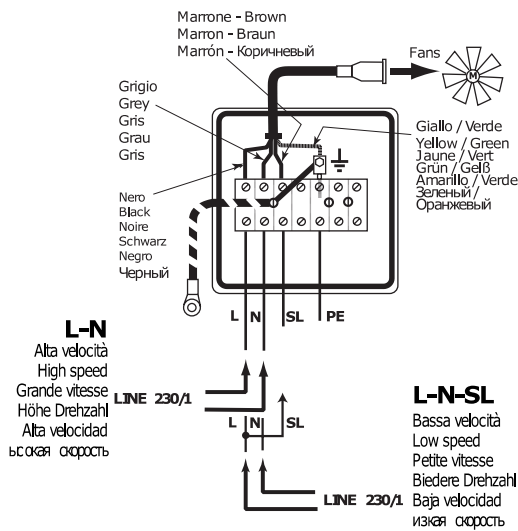 Marrone - Brown
Marron - Braun
Marrón - Коричневый
Fans
M
Grigio
Grey
Gris
Grau
Gris
Giallo / Verde
Yellow / Green
Jaune / Vert
Grün / Gelß
Amarillo / Verde
Зеленый /
Оранжевый
Nero
Black
Noire
Schwarz
Negro
Черный
L N SL PE
L-N
Alta velocità
High speed
Grande vitesse
Höhe Drehzahl
Alta velocidad
ысокая скорость
LINE 230/1
L N SL
L-N-SL
Bassa velocità
Low speed
Petite vitesse
Biedere Drehzahl
Baja velocidad
изкая скорость
LINE 230/1